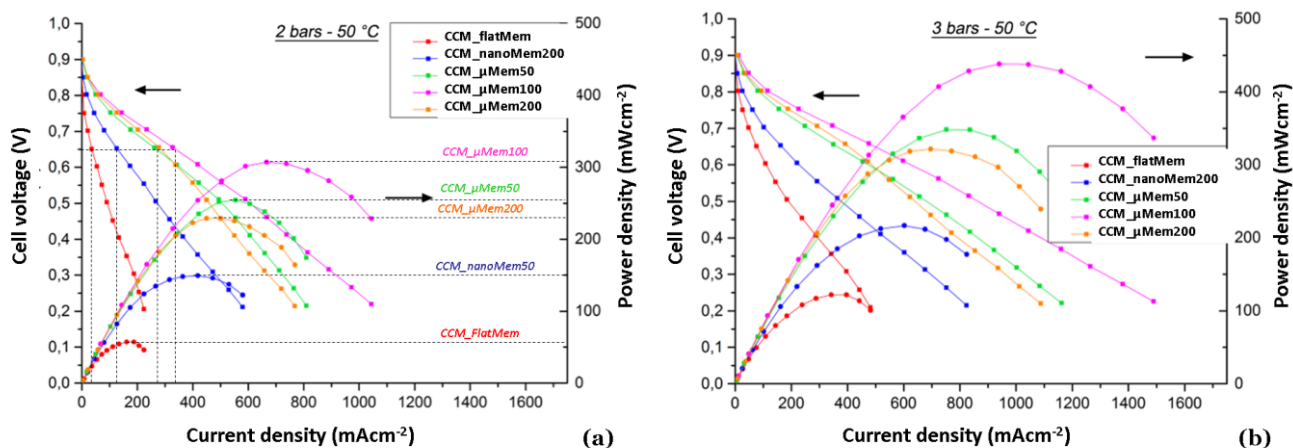 2 bars - 50 °C
CCM_flatMem
CCM_nanoMem200
CCM_µMem50
CCM_µMem100
CCM_µMem200
CCM_µMem100
CCM_µMem50
CCM_µMem200
CCM_nanoMem50
CCM_FlatMem
Cell voltage (V)
1,0
0,9
0,8
0,7
0,6
0,5
0,4
0,3
0,2
0,1
0,0
0 200 400 600 800 1000 1200 1400 1600
Current density (mAcm-2)
500
400
300
200
100
0
Power density (mWcm-2)
(a)
3 bars - 50 °C
CCM_flatMem
CCM_nanoMem200
CCM_µMem50
CCM_µMem100
CCM_µMem200
Cell voltage (V)
1,0
0,9
0,8
0,7
0,6
0,5
0,4
0,3
0,2
0,1
0,0
0 200 400 600 800 1000 1200 1400 1600
Current density (mAcm-2)
500
400
300
200
100
0
Power density (mWcm-2)
(b)